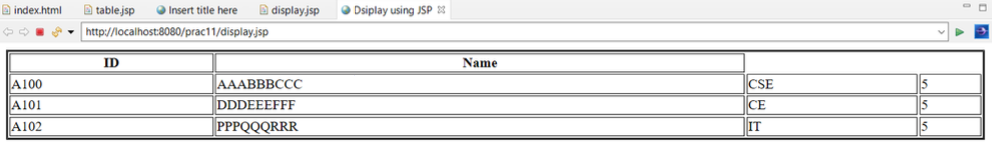 index.html table.jsp Insert title here display.jsp Dsiplay using JSP
http://localhost:8080/prac11/display.jsp
ID Name
A100 AAABBBCCC CSE 5
A101 DDDEEEFFF CE 5
A102 PPPQQQRRR IT 5